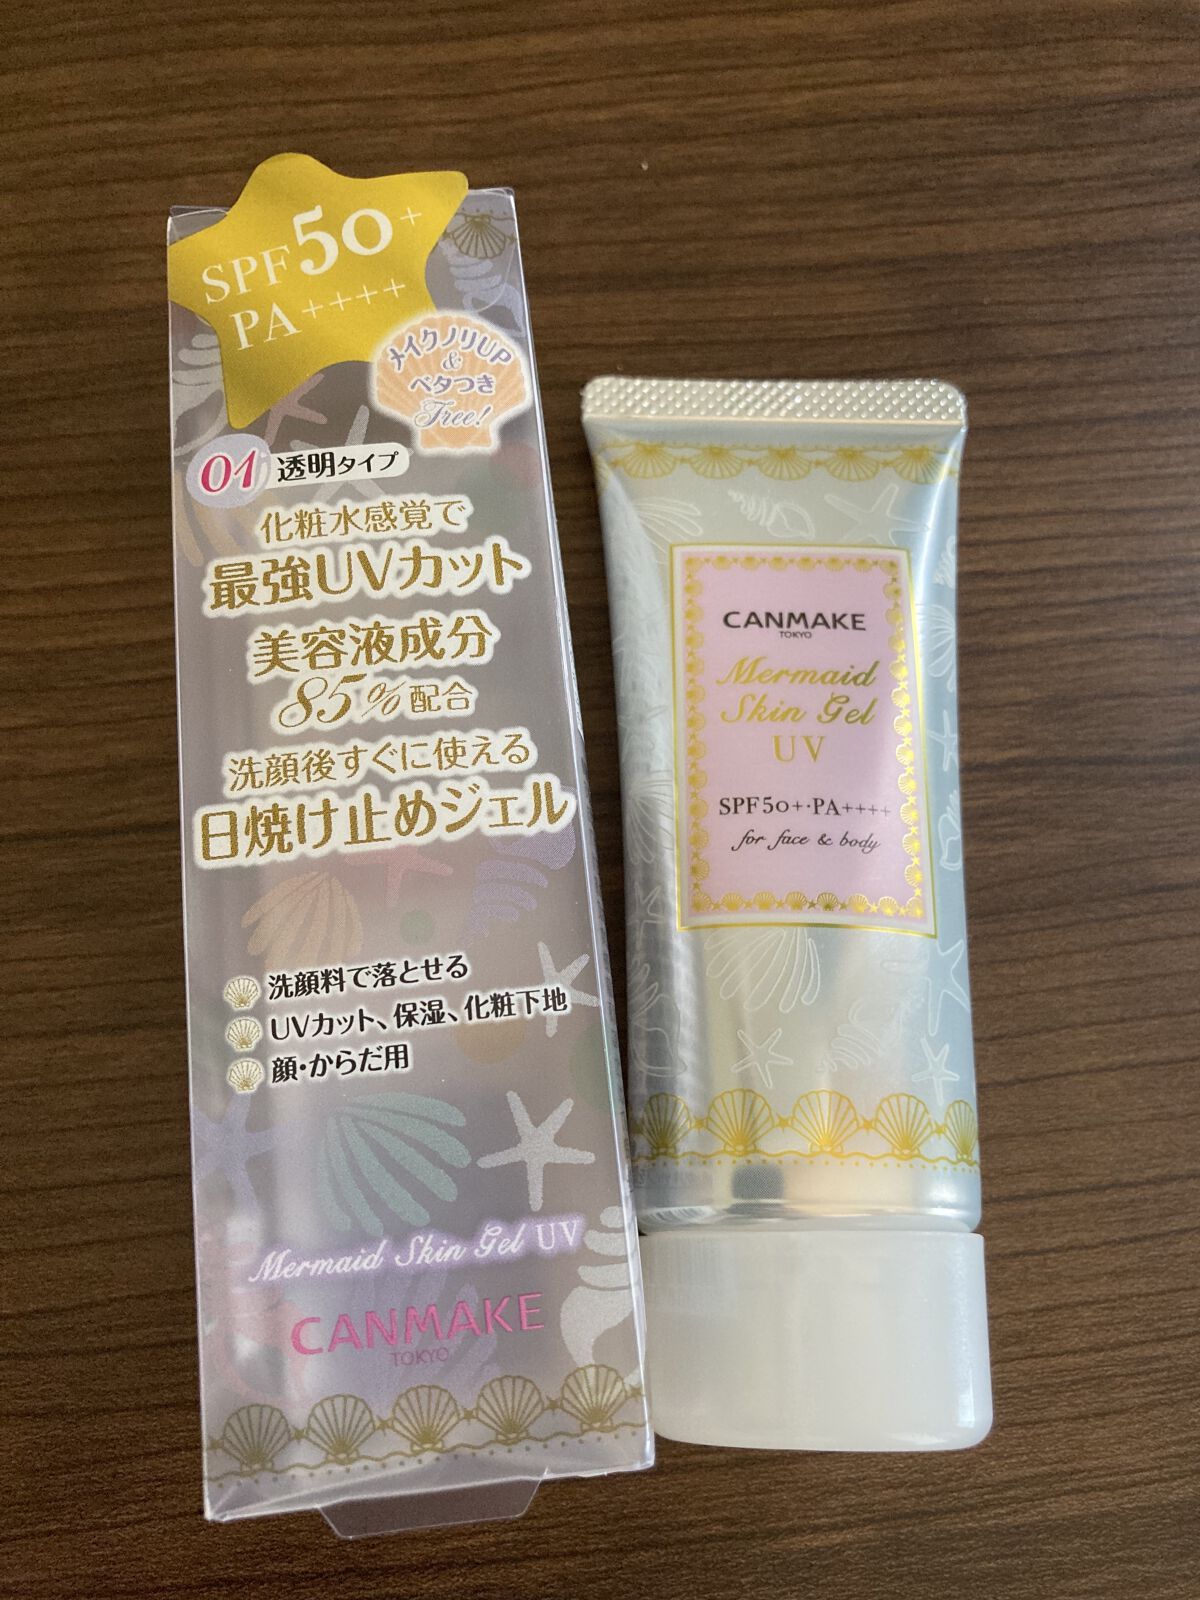 SPF50+
PA++++
メイクノリUP
&
ベタつき
Free!
01 透明タイプ
化粧水感覚で
最強UVカット
美容液成分
85%配合
洗顔後すぐに使える
日焼け止めジェル
洗顔料で落とせる
UVカット、保湿、化粧下地
顔・からだ用
Mermaid Skin Gel UV
CANMAKE
TOKYO
CANMAKE
TOKYO
Mermaid
Skin Gel
UV
SPF50+・PA++++
for face & body